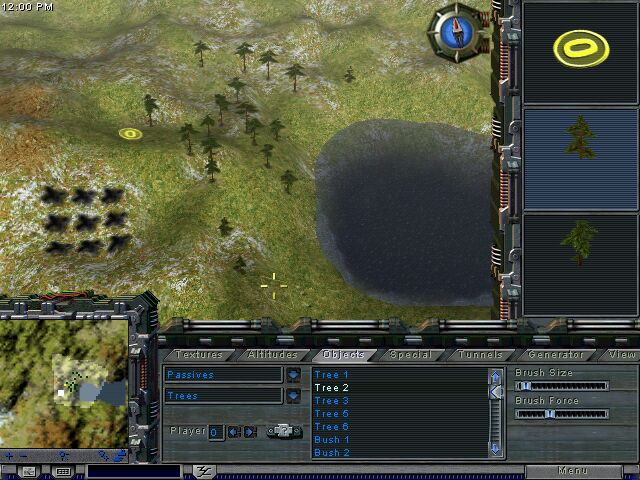 12:00 PM
Textures Altitudes Objects Special Tunnels Generator View
Passives
Trees
Player 0
Tree 1
Tree 2
Tree 3
Tree 5
Tree 6
Bush 1
Bush 2
Brush Size
Brush Force
Menu